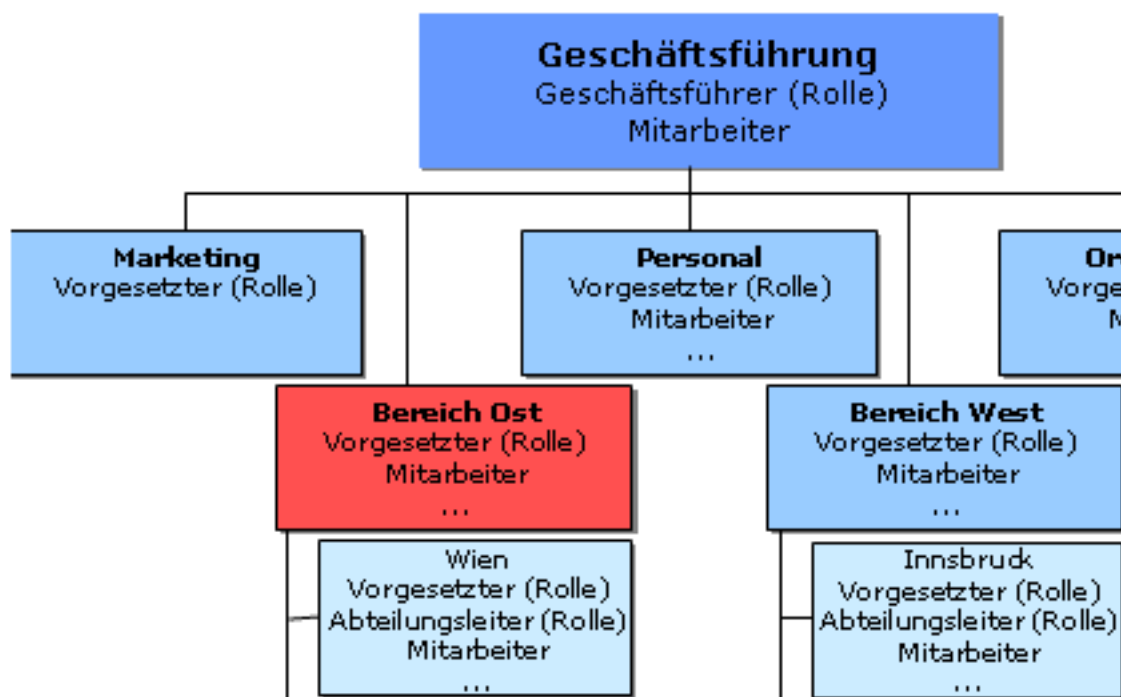 Geschäftsführung
Geschäftsführer (Rolle)
Mitarbeiter
Marketing
Vorgesetzter (Rolle)
Personal
Vorgesetzter (Rolle)
Mitarbeiter
...
Bereich Ost
Vorgesetzter (Rolle)
Mitarbeiter
...
Bereich West
Vorgesetzter (Rolle)
Mitarbeiter
...
Wien
Vorgesetzter (Rolle)
Abteilungsleiter (Rolle)
Mitarbeiter
...
Innsbruck
Vorgesetzter (Rolle)
Abteilungsleiter (Rolle)
Mitarbeiter
...